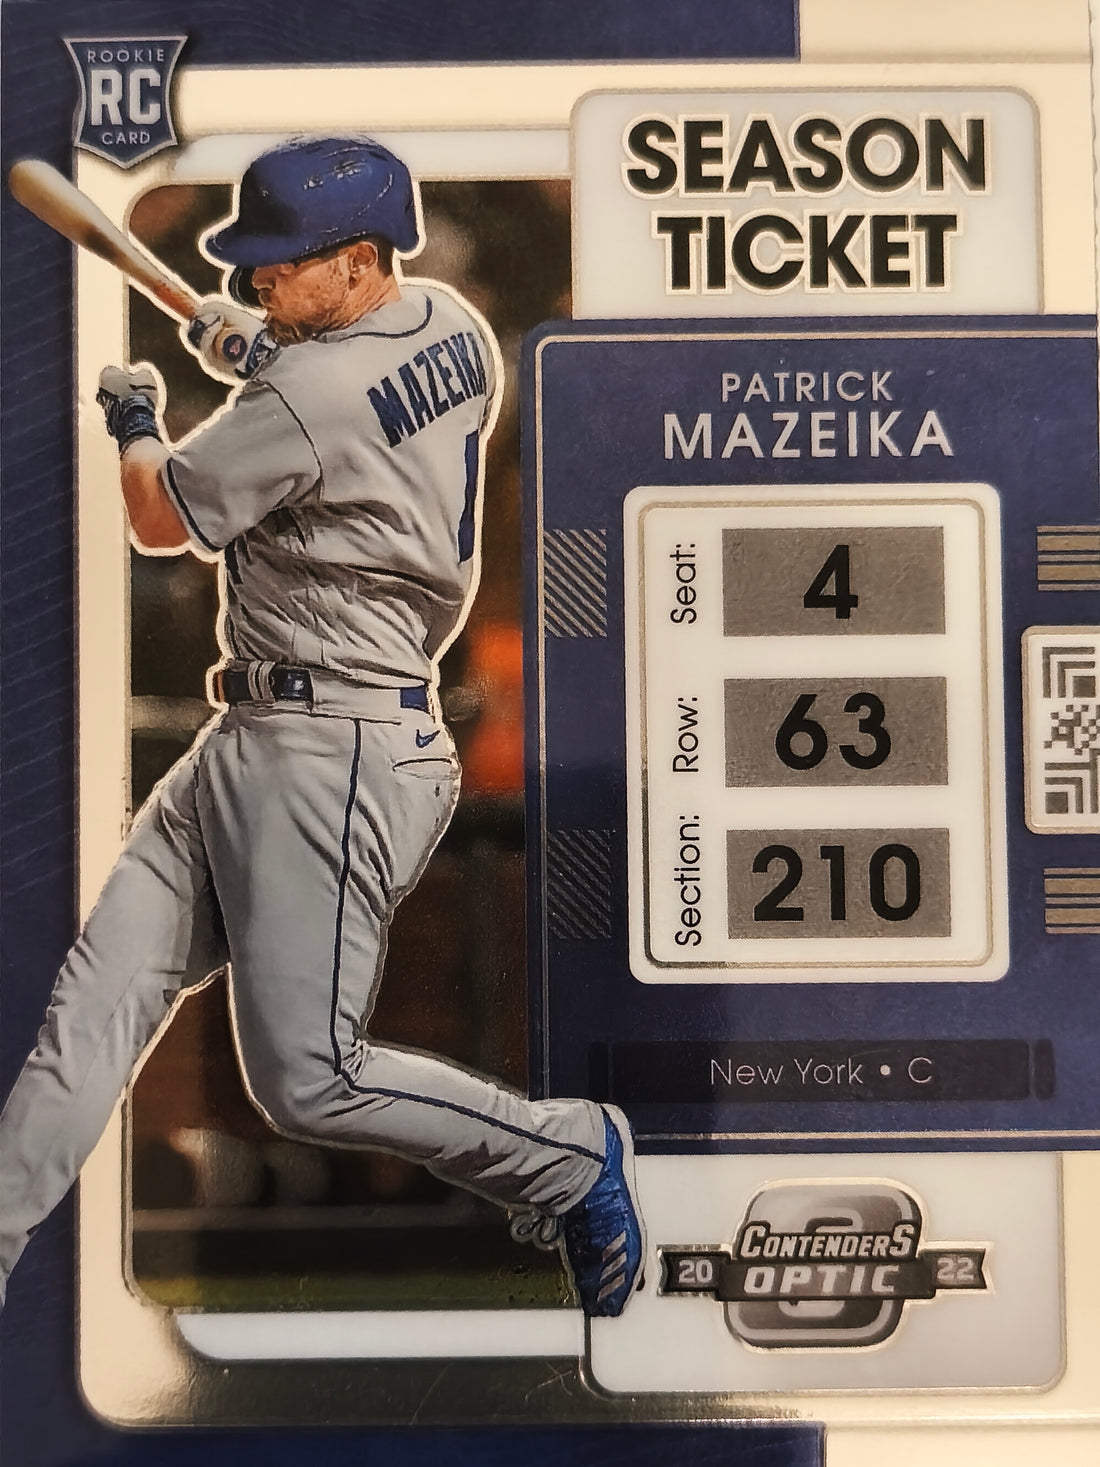 ROOKIE
RC
CARD
SEASON
TICKET
PATRICK
MAZEIKA
MAZEIKA
Seat: 4
Row: 63
Section: 210
New York • C
CONTENDERS
20 OPTIC 22